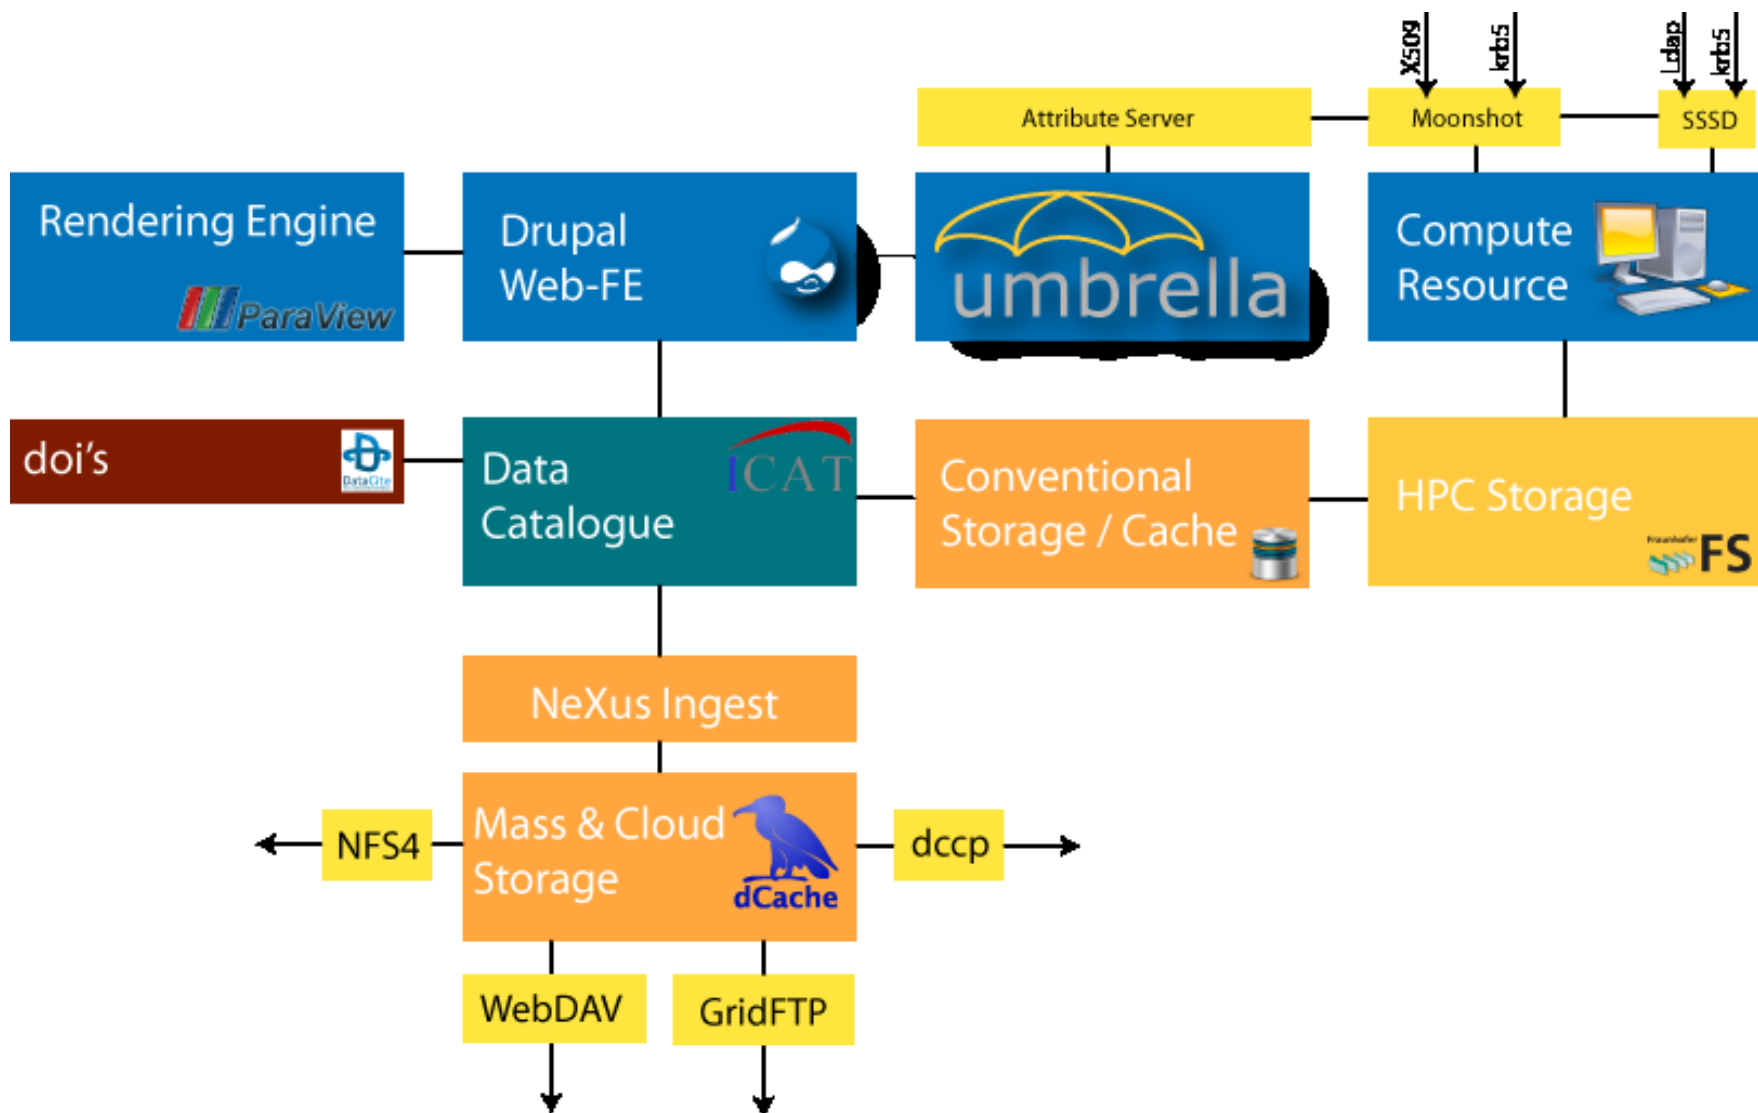 X509
krb5
Ldap
krb5
Attribute Server
Moonshot
SSSD
Rendering Engine
ParaView
Drupal
Web-FE
umbrella
Compute
Resource
doi's
DataCite
Data
Catalogue
ICAT
Conventional
Storage / Cache
HPC Storage
Fraunhofer
FS
NeXus Ingest
NFS4
Mass & Cloud
Storage
dCache
dccp
WebDAV
GridFTP